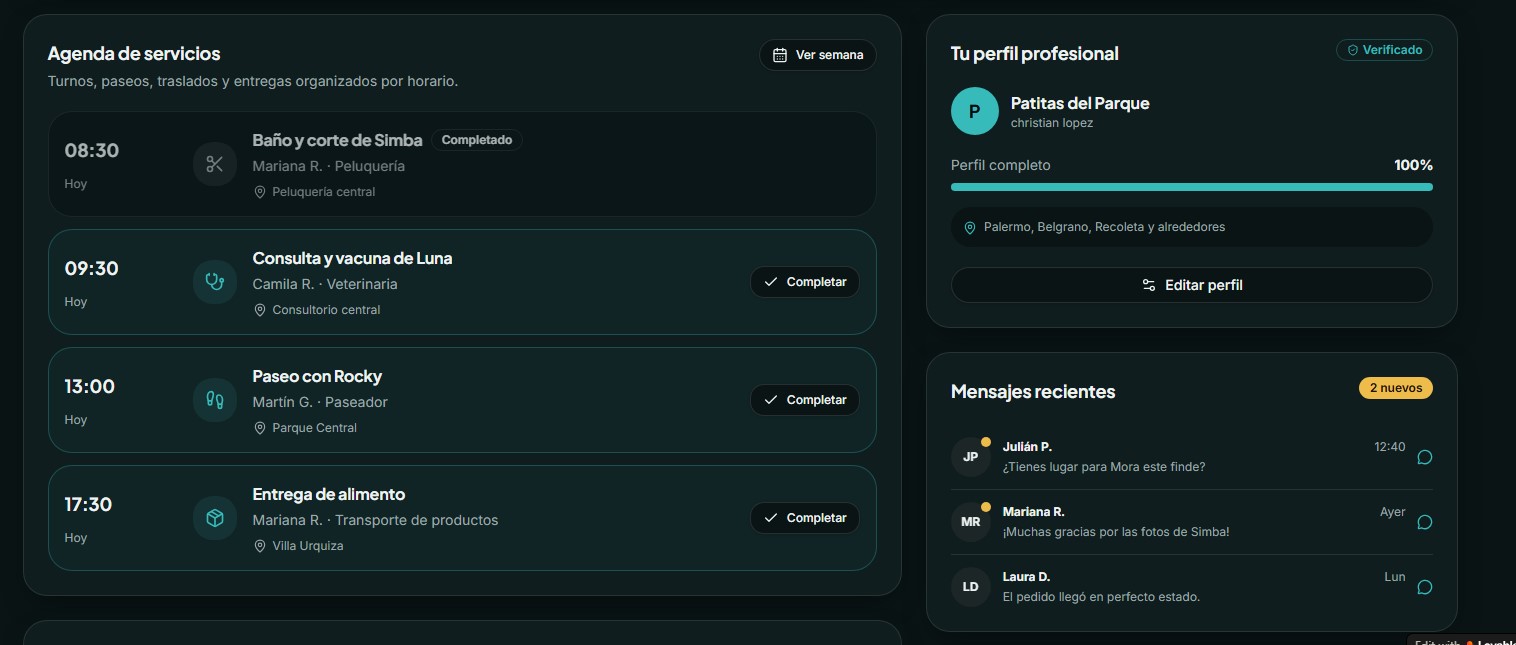 Agenda de servicios
Ver semana
Turnos, paseos, traslados y entregas organizados por horario.
08:30
Hoy
Baño y corte de Simba
Completado
Mariana R. · Peluquería
Peluquería central
09:30
Hoy
Consulta y vacuna de Luna
Camila R. · Veterinaria
Consultorio central
Completar
13:00
Hoy
Paseo con Rocky
Martín G. · Paseador
Parque Central
Completar
17:30
Hoy
Entrega de alimento
Mariana R. · Transporte de productos
Villa Urquiza
Completar
Tu perfil profesional
Verificado
P
Patitas del Parque
christian lopez
Perfil completo
100%
Palermo, Belgrano, Recoleta y alrededores
Editar perfil
Mensajes recientes
2 nuevos
JP
Julián P.
12:40
¿Tienes lugar para Mora este finde?
MR
Mariana R.
Ayer
¡Muchas gracias por las fotos de Simba!
LD
Laura D.
Lun
El pedido llegó en perfecto estado.